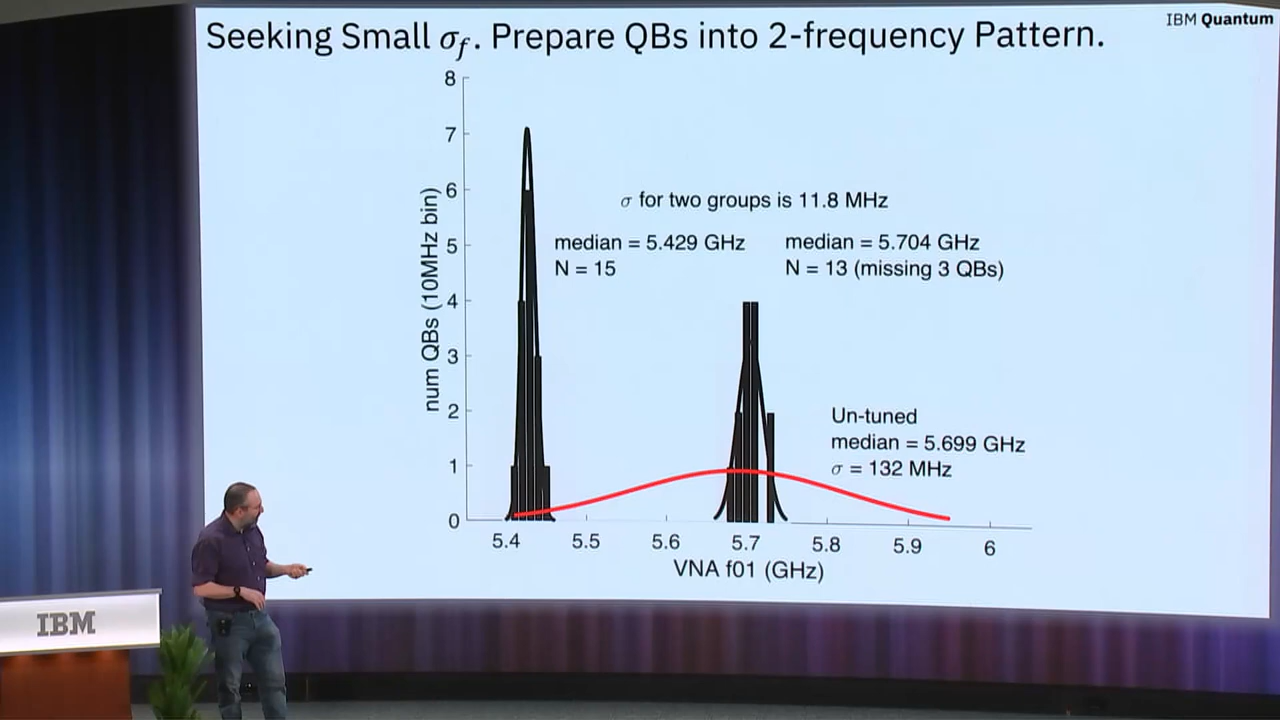 IBM Quantum
Seeking Small σf. Prepare QBs into 2-frequency Pattern.
8
7
6
5
4
3
2
1
0
num QBs (10MHz bin)
σ for two groups is 11.8 MHz
median = 5.429 GHz
N = 15
median = 5.704 GHz
N = 13 (missing 3 QBs)
Un-tuned
median = 5.699 GHz
σ = 132 MHz
5.4 5.5 5.6 5.7 5.8 5.9 6
VNA f01 (GHz)
IBM